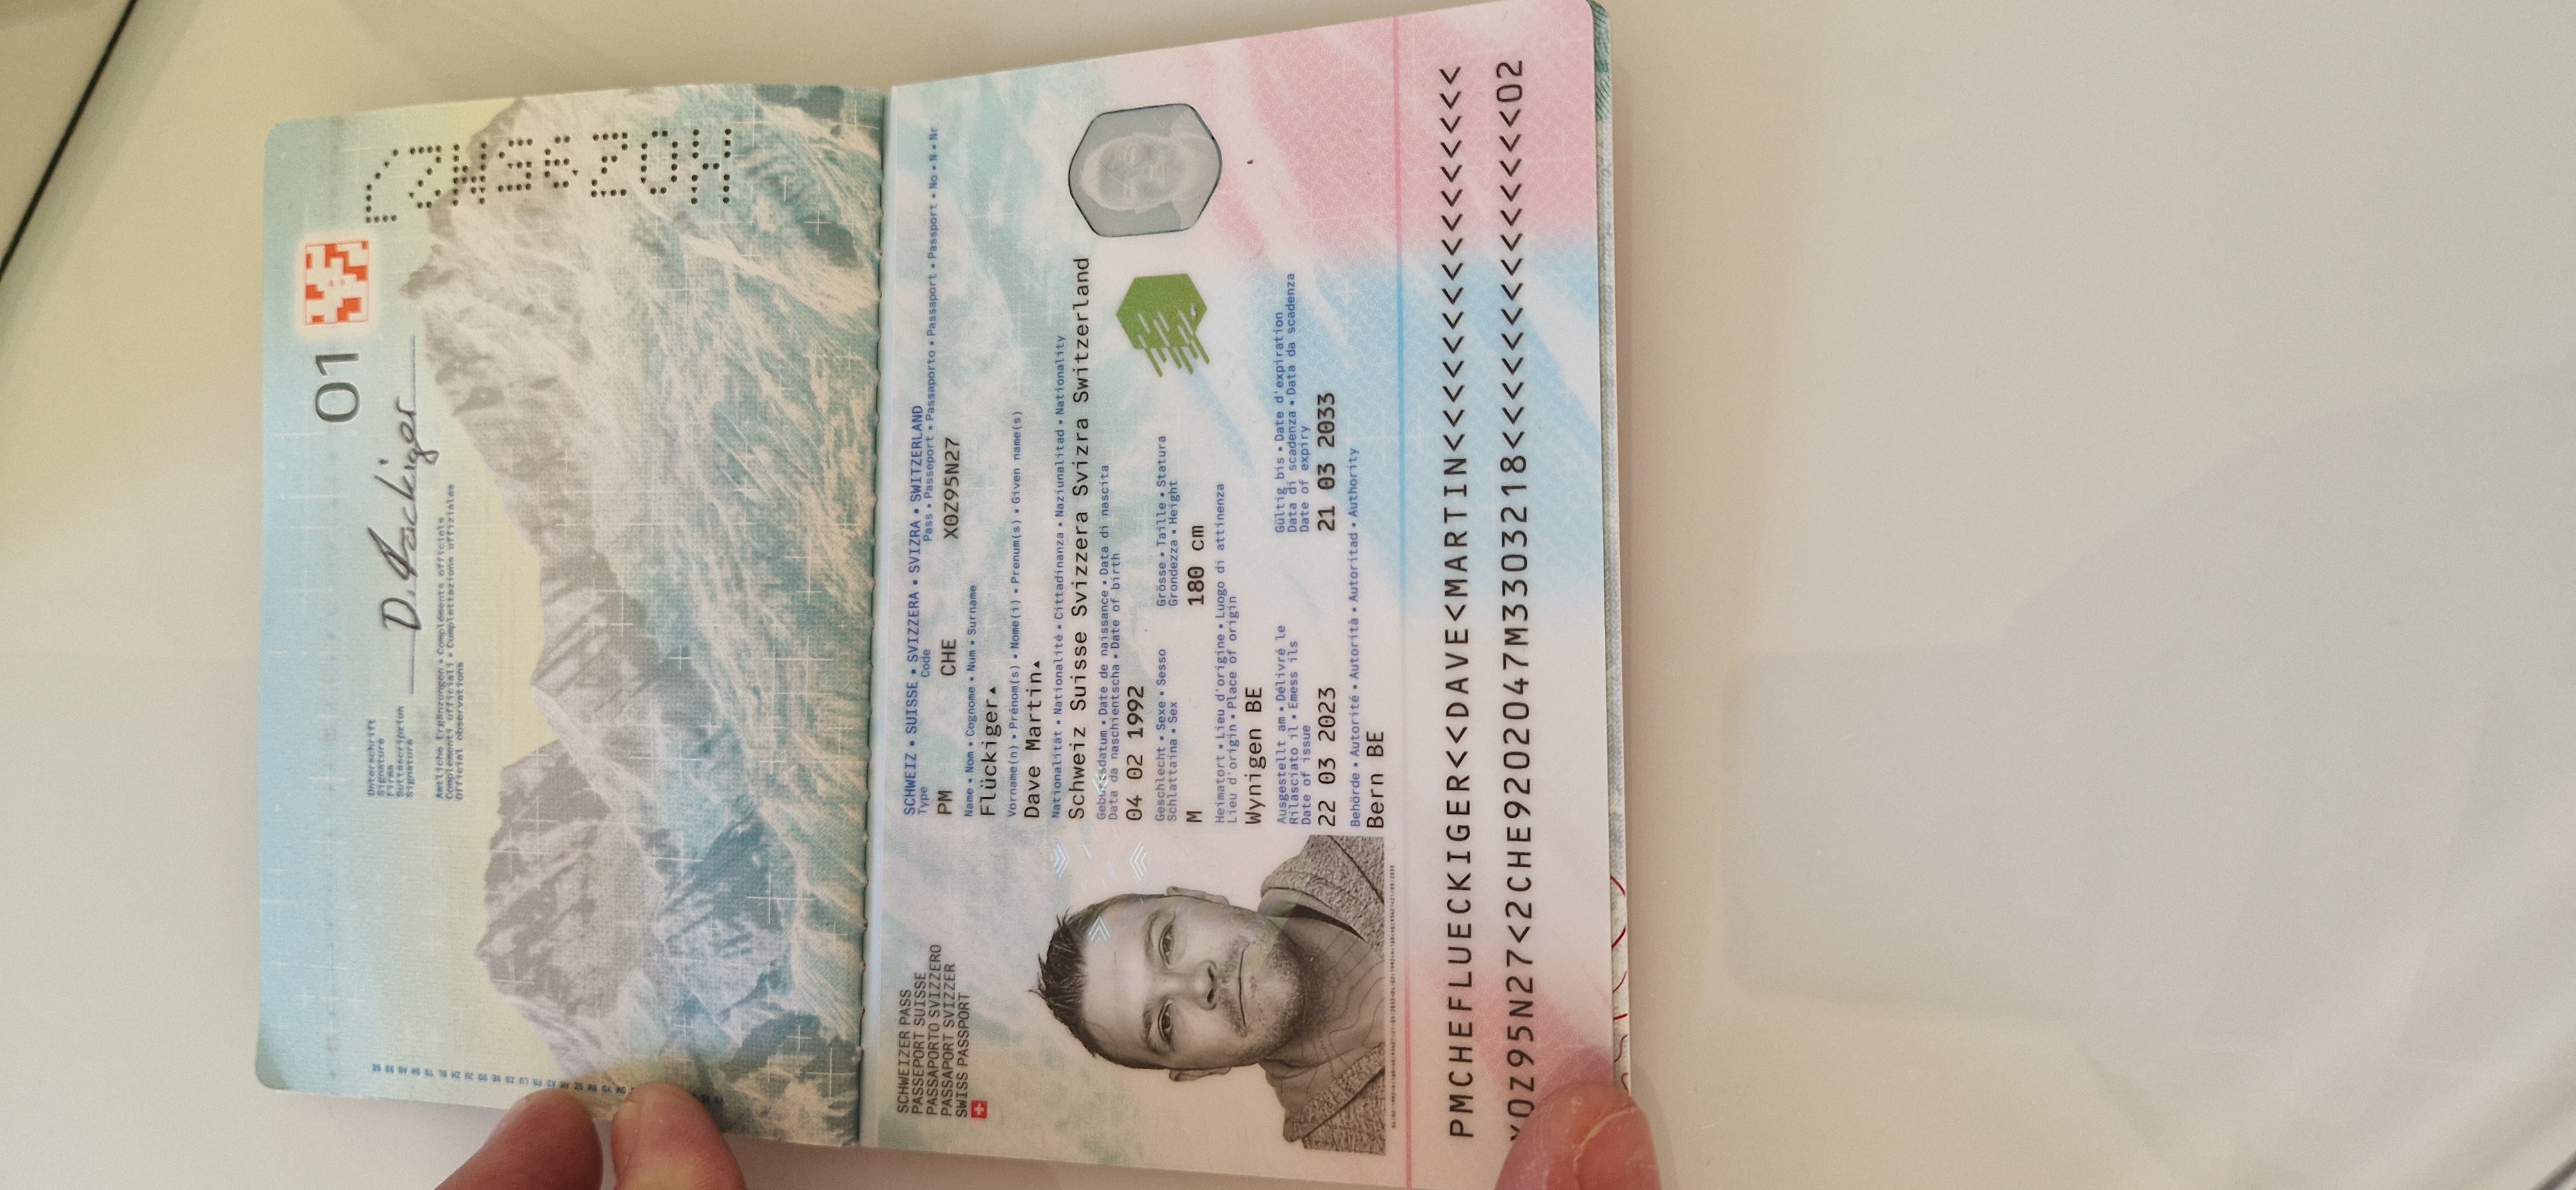 01
Unterschrift
Signature
Firma
Suttascripziun
Signature
D. Flückiger
Amtliche Ergänzungen • Compléments officiels
Complementi ufficiali • Cumplettaziuns uffizialas
Official observations
SCHWEIZER PASS
PASSEPORT SUISSE
PASSAPORTO SVIZZERO
PASSAPORT SVIZZER
SWISS PASSPORT
SCHWEIZ • SUISSE • SVIZZERA • SVIZRA • SWITZERLAND
Type Code Pass • Passeport • Passaporto • Passaport • Passport • No • N • Nr
PM CHE X0Z95N27
Name • Nom • Cognome • Num • Surname
Flückiger▴
Vorname(n) • Prénom(s) • Nome(i) • Prenum(s) • Given name(s)
Dave Martin▴
Nationalität • Nationalité • Cittadinanza • Naziunalitad • Nationality
Schweiz Suisse Svizzera Svizra Switzerland
Geburtsdatum • Date de naissance • Data di nascita
Data da naschientscha • Date of birth
04 02 1992
Geschlecht • Sexe • Sesso Grösse • Taille • Statura
Schlattaina • Sex Grondezza • Height
M 180 cm
Heimatort • Lieu d'origine • Luogo di attinenza
Lieu d'origin • Place of origin
Wynigen BE
Ausgestellt am • Délivré le Gültig bis • Date d'expiration
Rilasciato il • Emess ils Data di scadenza • Data da scadenza
Date of issue Date of expiry
22 03 2023 21 03 2033
Behörde • Autorité • Autorità • Autoritad • Authority
Bern BE
PMCHEFLUECKIGER<<DAVE<MARTIN<<<<<<<<<<<<<<<<
X0Z95N27<2CHE9202047M3303218<<<<<<<<<<<<<<02